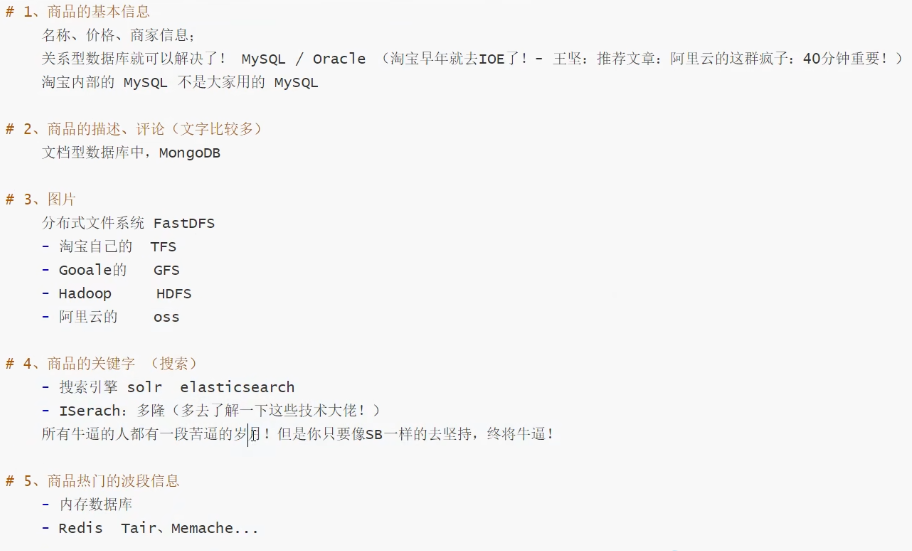 # 1、商品的基本信息
名称、价格、商家信息;
关系型数据库就可以解决了! MySQL / Oracle (淘宝早年就去IOE了!- 王坚:推荐文章:阿里云的这群疯子:40分钟重要!)
淘宝内部的 MySQL 不是大家用的 MySQL
# 2、商品的描述、评论(文字比较多)
文档型数据库中,MongoDB
# 3、图片
分布式文件系统 FastDFS
- 淘宝自己的 TFS
- Gooale的 GFS
- Hadoop HDFS
- 阿里云的 oss
# 4、商品的关键字 (搜索)
- 搜索引擎 solr elasticsearch
- ISerach:多隆(多去了解一下这些技术大佬!)
所有牛逼的人都有一段苦逼的岁月!但是你只要像SB一样的去坚持,终将牛逼!
# 5、商品热门的波段信息
- 内存数据库
- Redis Tair、Memache...